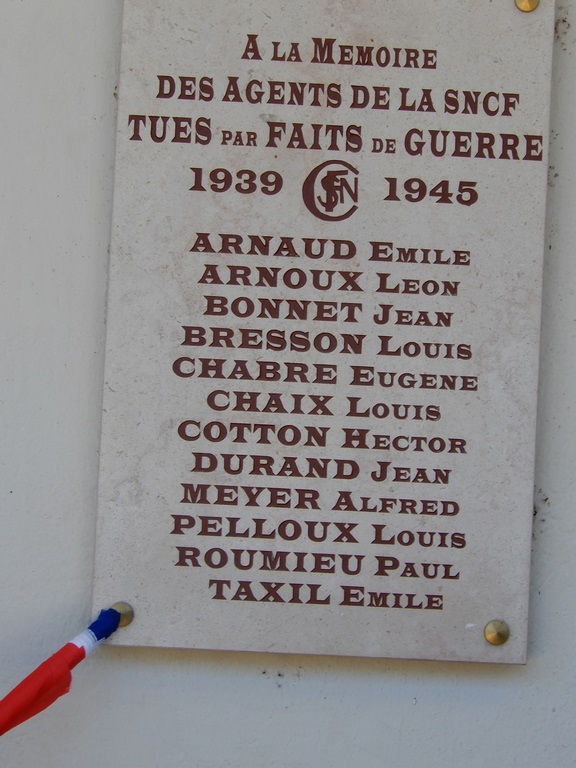 A LA MEMOIRE
DES AGENTS DE LA SNCF
TUES PAR FAITS DE GUERRE
1939 SNCF 1945
ARNAUD EMILE
ARNOUX LEON
BONNET JEAN
BRESSON LOUIS
CHABRE EUGENE
CHAIX LOUIS
COTTON HECTOR
DURAND JEAN
MEYER ALFRED
PELLOUX LOUIS
ROUMIEU PAUL
TAXIL EMILE